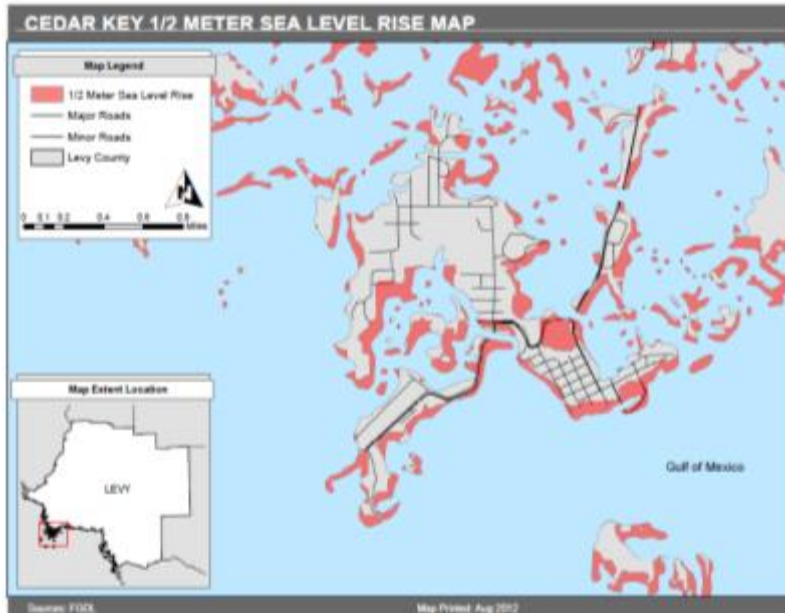 CEDAR KEY 1/2 METER SEA LEVEL RISE MAP
Map Legend
1/2 Meter Sea Level Rise
Major Roads
Minor Roads
Levy County
0 0.1 0.2 0.4 0.6 0.8
Miles
Map Extent Location
LEVY
Gulf of Mexico
Sources: FGDL
Map Printed: Aug 2012